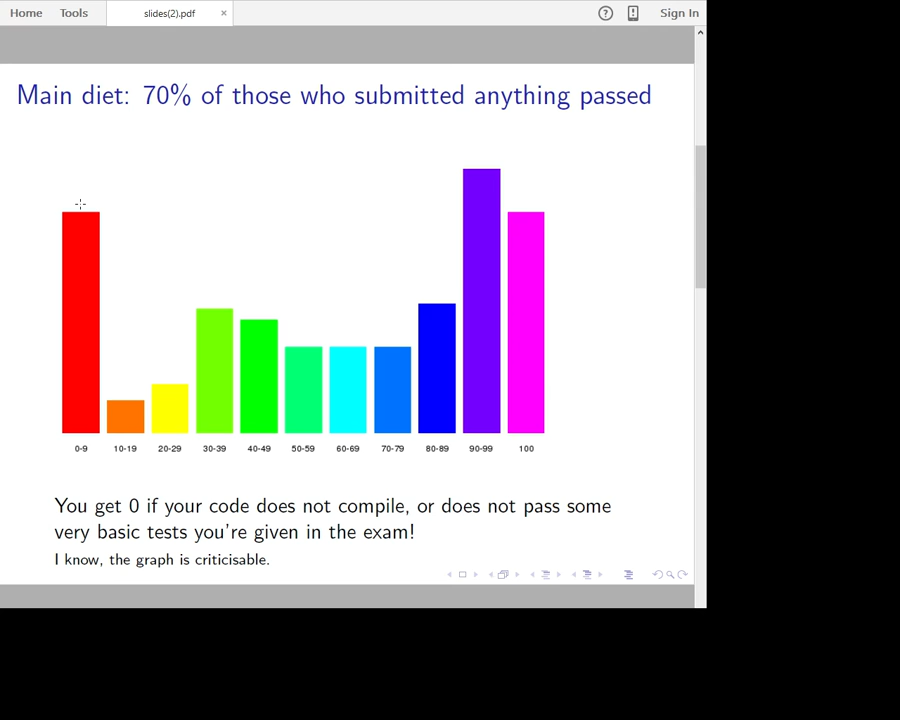 Home Tools slides(2).pdf × ? Sign In
Main diet: 70% of those who submitted anything passed
0-9 10-19 20-29 30-39 40-49 50-59 60-69 70-79 80-89 90-99 100
You get 0 if your code does not compile, or does not pass some
very basic tests you're given in the exam!
I know, the graph is criticisable.